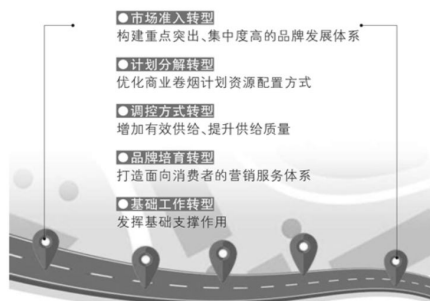 ●市场准入转型
构建重点突出、集中度高的品牌发展体系
●计划分解转型
优化商业卷烟计划资源配置方式
●调控方式转型
增加有效供给、提升供给质量
●品牌培育转型
打造面向消费者的营销服务体系
●基础工作转型
发挥基础支撑作用